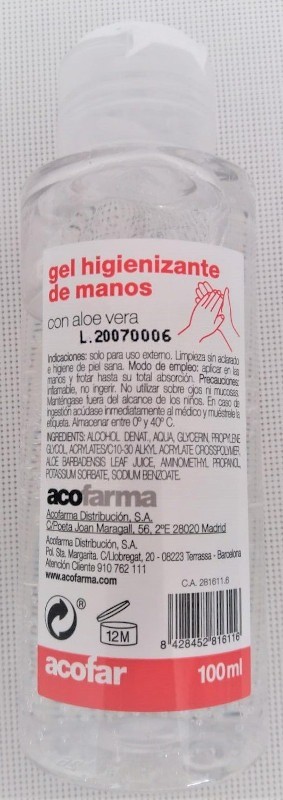 gel higienizante
de manos
con aloe vera
L.20070006
Indicaciones: solo para uso externo. Limpieza sin aclarado
e higiene de piel sana. Modo de empleo: aplicar en las
manos y frotar hasta su total absorción. Precauciones:
inflamable, no ingerir. No utilizar sobre ojos ni mucosas.
Manténgase fuera del alcance de los niños. En caso de
ingestión acúdase inmediatamente al médico y muéstrele la
etiqueta. Almacenar entre 0º y 40º C.
INGREDIENTS: ALCOHOL DENAT., AQUA, GLYCERIN, PROPYLENE
GLYCOL, ACRYLATES/C10-30 ALKYL ACRYLATE CROSSPOLYMER,
ALOE BARBADENSIS LEAF JUICE, AMINOMETHYL PROPANOL,
POTASSIUM SORBATE, SODIUM BENZOATE.
acofarma
Acofarma Distribución, S.A.
C/Poeta Joan Maragall, 56, 2ºE 28020 Madrid
Acofarma Distribución, S.A.
Pol. Sta. Margarita. C/Llobregat, 20 - 08223 Terrassa - Barcelona
Atención Cliente 910 762 111
www.acofarma.com
C.A. 281611.6
®
12M
8 428452 816116
acofar
100ml